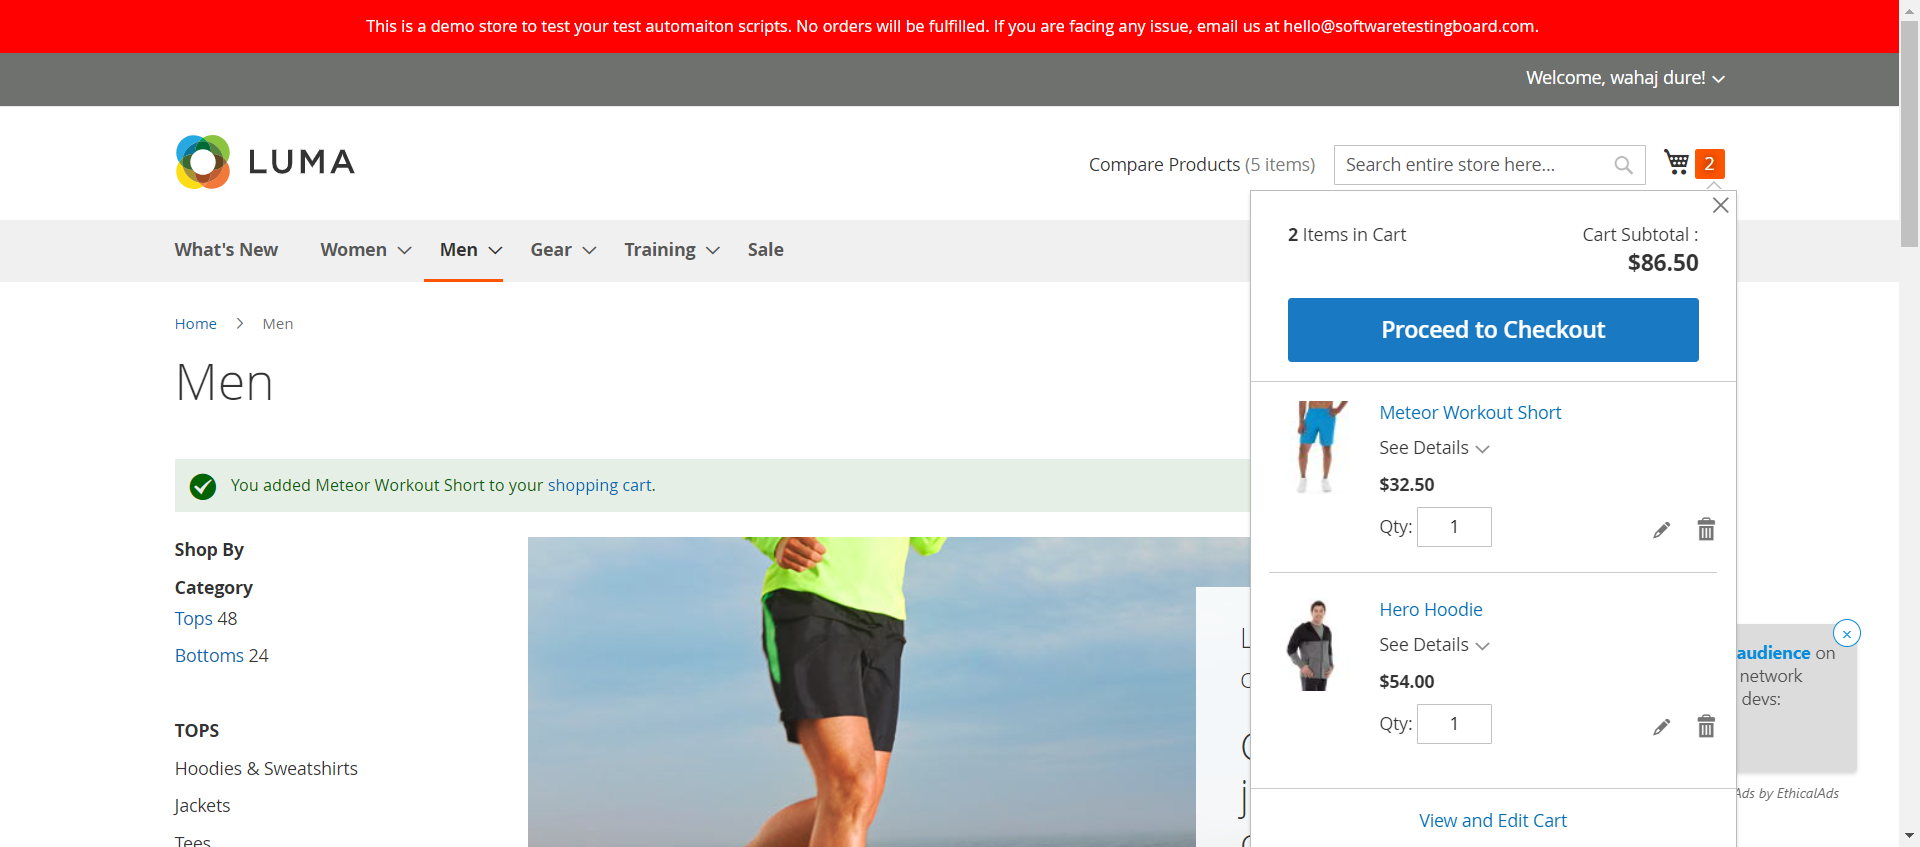 This is a demo store to test your test automaiton scripts. No orders will be fulfilled. If you are facing any issue, email us at hello@softwaretestingboard.com.
Welcome, wahaj dure!
LUMA
Compare Products (5 items)
Search entire store here...
2
What's New
Women
Men
Gear
Training
Sale
2 Items in Cart
Cart Subtotal :
$86.50
Proceed to Checkout
Home > Men
Men
You added Meteor Workout Short to your shopping cart.
Shop By
Category
Tops 48
Bottoms 24
TOPS
Hoodies & Sweatshirts
Jackets
Tees
Meteor Workout Short
See Details
$32.50
Qty: 1
Hero Hoodie
See Details
$54.00
Qty: 1
View and Edit Cart
audience on
network
devs:
Ads by EthicalAds